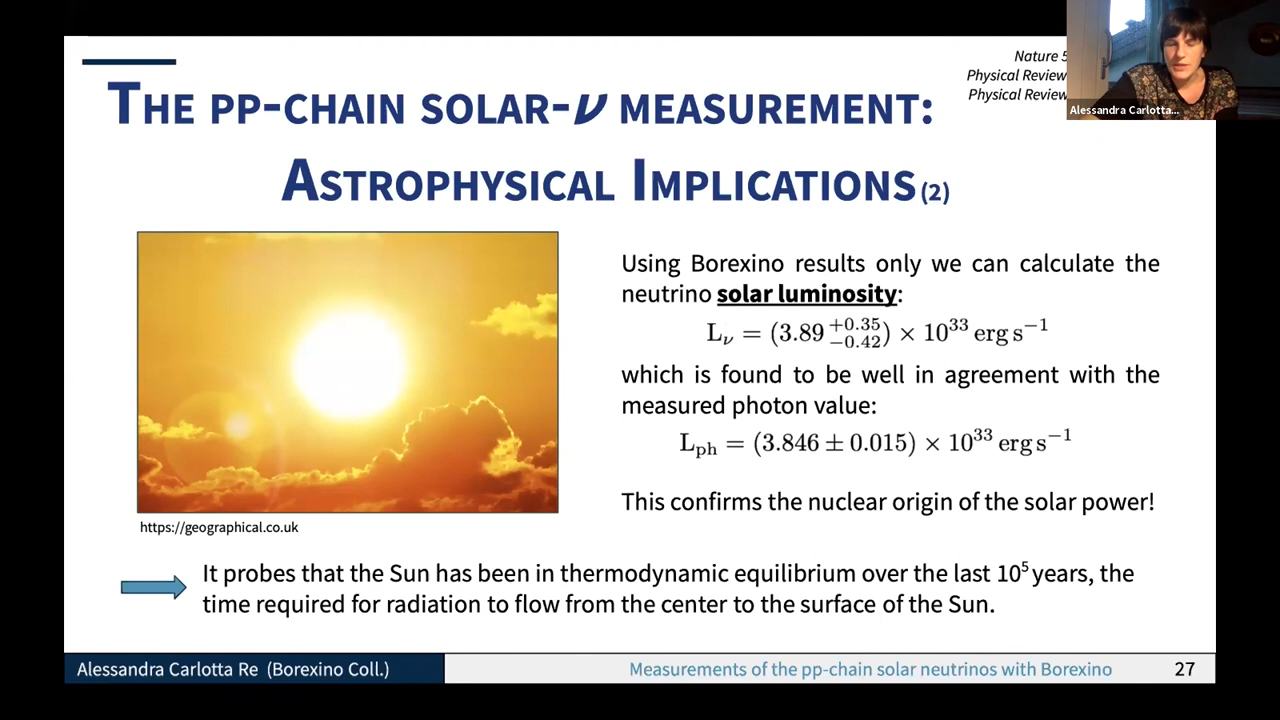 Nature
Physical Review
Physical Review
Alessandra Carlotta...
THE PP-CHAIN SOLAR-ν MEASUREMENT:
ASTROPHYSICAL IMPLICATIONS (2)
Using Borexino results only we can calculate the
neutrino solar luminosity:
L_ν = (3.89 +0.35 −0.42) × 10^33 erg s^−1
which is found to be well in agreement with the
measured photon value:
L_ph = (3.846 ± 0.015) × 10^33 erg s^−1
This confirms the nuclear origin of the solar power!
https://geographical.co.uk
It probes that the Sun has been in thermodynamic equilibrium over the last 10^5 years, the
time required for radiation to flow from the center to the surface of the Sun.
Alessandra Carlotta Re (Borexino Coll.)
Measurements of the pp-chain solar neutrinos with Borexino
27